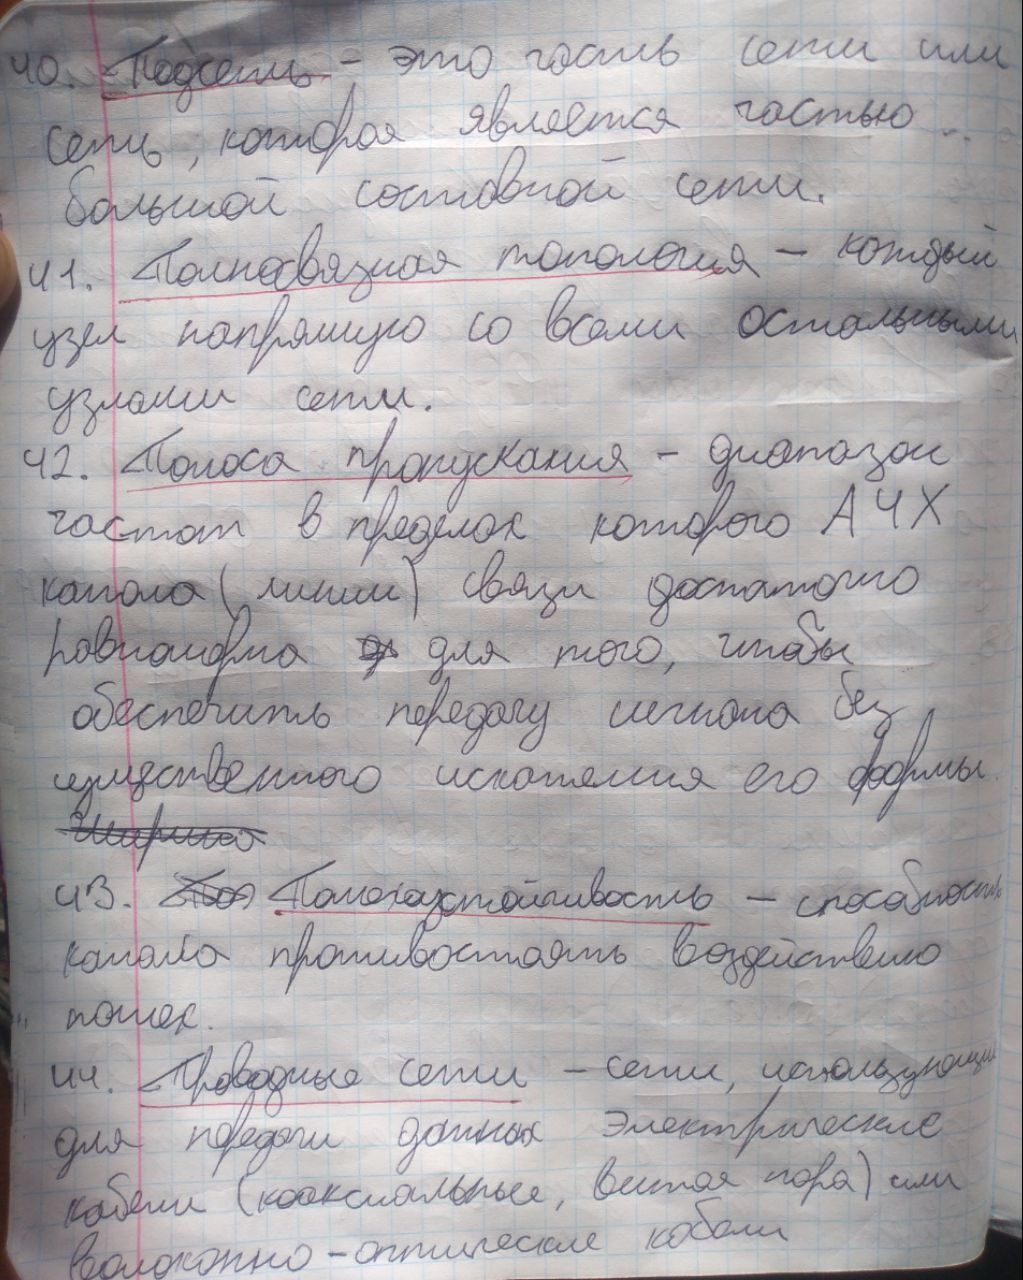 40. Подсеть - это часть сети или
сеть, которая является частью
большой составной сети.
41. Полносвязная топология - каждый
узел напрямую со всеми остальными
узлами сети.
42. Полоса пропускания - диапазон
частот в пределах которого АЧХ
канала (линии) связи достаточно
равномерна для того, чтобы
обеспечить передачу сигнала без
существенного искажения его формы.
Ширина
43. Помехоустойчивость - способность
канала противостоять воздействию
помех.
44. Проводные сети - сети, использующие
для передачи данных электрические
кабели (коаксиальные, витая пара) или
волоконно-оптические кабели